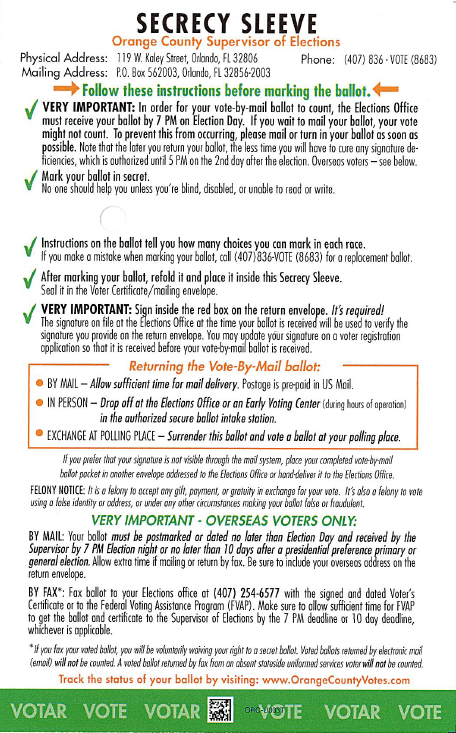 SECRECY SLEEVE
Orange County Supervisor of Elections
Physical Address: 119 W. Kaley Street, Orlando, FL 32806 Phone: (407) 836 - VOTE (8683)
Mailing Address: P.O. Box 562003, Orlando, FL 32856-2003
Follow these instructions before marking the ballot.
VERY IMPORTANT: In order for your vote-by-mail ballot to count, the Elections Office
must receive your ballot by 7 PM on Election Day. If you wait to mail your ballot, your vote
might not count. To prevent this from occurring, please mail or turn in your ballot as soon as
possible. Note that the later you return your ballot, the less time you will have to cure any signature de-
ficiencies, which is authorized until 5 PM on the 2nd day after the election. Overseas voters – see below.
Mark your ballot in secret.
No one should help you unless you're blind, disabled, or unable to read or write.
Instructions on the ballot tell you how many choices you can mark in each race.
If you make a mistake when marking your ballot, call (407)836-VOTE (8683) for a replacement ballot.
After marking your ballot, refold it and place it inside this Secrecy Sleeve.
Seal it in the Voter Certificate/mailing envelope.
VERY IMPORTANT: Sign inside the red box on the return envelope. It's required!
The signature on file at the Elections Office at the time your ballot is received will be used to verify the
signature you provide on the return envelope. You may update your signature on a voter registration
application so that it is received before your vote-by-mail ballot is received.
Returning the Vote-By-Mail ballot:
BY MAIL – Allow sufficient time for mail delivery. Postage is pre-paid in US Mail.
IN PERSON – Drop off at the Elections Office or an Early Voting Center (during hours of operation)
in the authorized secure ballot intake station.
EXCHANGE AT POLLING PLACE – Surrender this ballot and vote a ballot at your polling place.
If you prefer that your signature is not visible through the mail system, place your completed vote-by-mail
ballot packet in another envelope addressed to the Elections Office or hand-deliver it to the Elections Office.
FELONY NOTICE: It is a felony to accept any gift, payment, or gratuity in exchange for your vote. It's also a felony to vote
using a false identity or address, or under any other circumstances making your ballot false or fraudulent.
VERY IMPORTANT - OVERSEAS VOTERS ONLY:
BY MAIL: Your ballot must be postmarked or dated no later than Election Day and received by the
Supervisor by 7 PM Election night or no later than 10 days after a presidential preference primary or
general election. Allow extra time if mailing or return by fax. Be sure to include your overseas address on the
return envelope.
BY FAX*: Fax ballot to your Elections office at (407) 254-6577 with the signed and dated Voter's
Certificate or to the Federal Voting Assistance Program (FVAP). Make sure to allow sufficient time for FVAP
to get the ballot and certificate to the Supervisor of Elections by the 7 PM deadline or 10 day deadline,
whichever is applicable.
*If you fax your voted ballot, you will be voluntarily waiving your right to a secret ballot. Voted ballots returned by electronic mail
(email) will not be counted. A voted ballot returned by fax from an absent stateside uniformed services voter will not be counted.
Track the status of your ballot by visiting: www.OrangeCountyVotes.com
VOTAR VOTE VOTAR VOTE VOTAR VOTE